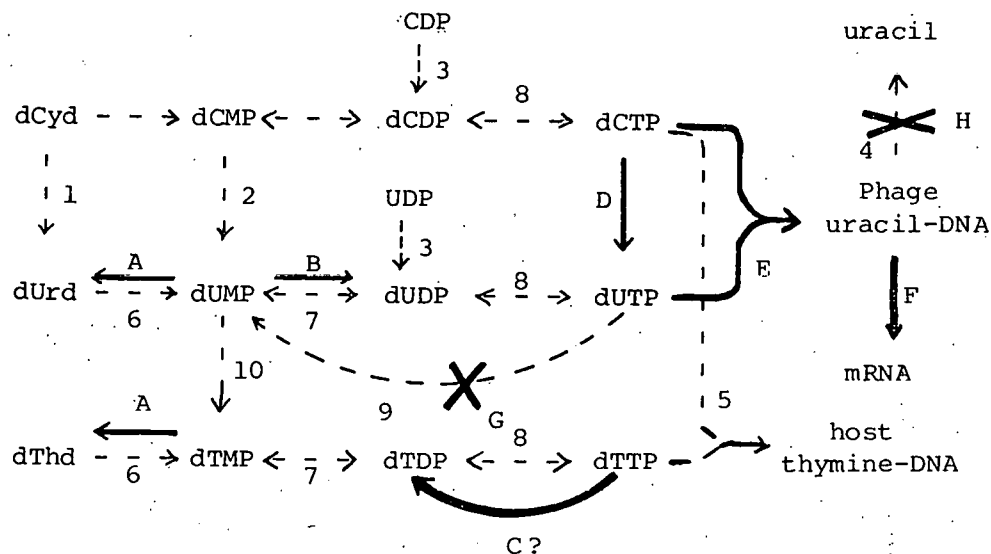 CDP
uracil
3
8
H
dCyd dCMP dCDP dCTP
4
1 2 UDP D Phage
uracil-DNA
3
A B E
dUrd dUMP dUDP 8 dUTP F
6 7
10 mRNA
A 9 G 5 host
8
dThd dTMP dTDP dTTP thymine-DNA
6 7
C?